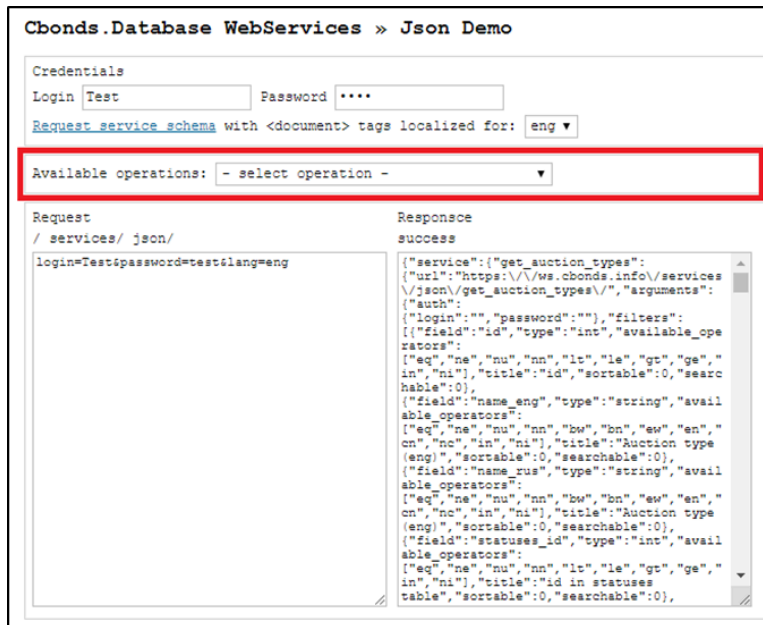 Cbonds.Database WebServices » Json Demo
Credentials
Login Test Password ••••
Request service schema with <document> tags localized for: eng ▼
Available operations: - select operation - ▼
Request
/ services/ json/
login=Test&password=test&lang=eng
Responsce
success
{"service":{"get_auction_types":
{"url":"https:\/\/ws.cbonds.info\/services
\/json\/get_auction_types\/","arguments":
{"auth":
{"login":"","password":""},"filters":
[{"field":"id","type":"int","available_ope
rators":
["eq","ne","nu","nn","lt","le","gt","ge","
in","ni"],"title":"id","sortable":0,"searc
hable":0},
{"field":"name_eng","type":"string","avail
able_operators":
["eq","ne","nu","nn","bw","bn","ew","en","
cn","nc","in","ni"],"title":"Auction type
(eng)","sortable":0,"searchable":0},
{"field":"name_rus","type":"string","avail
able_operators":
["eq","ne","nu","nn","bw","bn","ew","en","
cn","nc","in","ni"],"title":"Auction type
(eng)","sortable":0,"searchable":0},
{"field":"statuses_id","type":"int","avail
able_operators":
["eq","ne","nu","nn","lt","le","gt","ge","
in","ni"],"title":"id in statuses
table","sortable":0,"searchable":0},